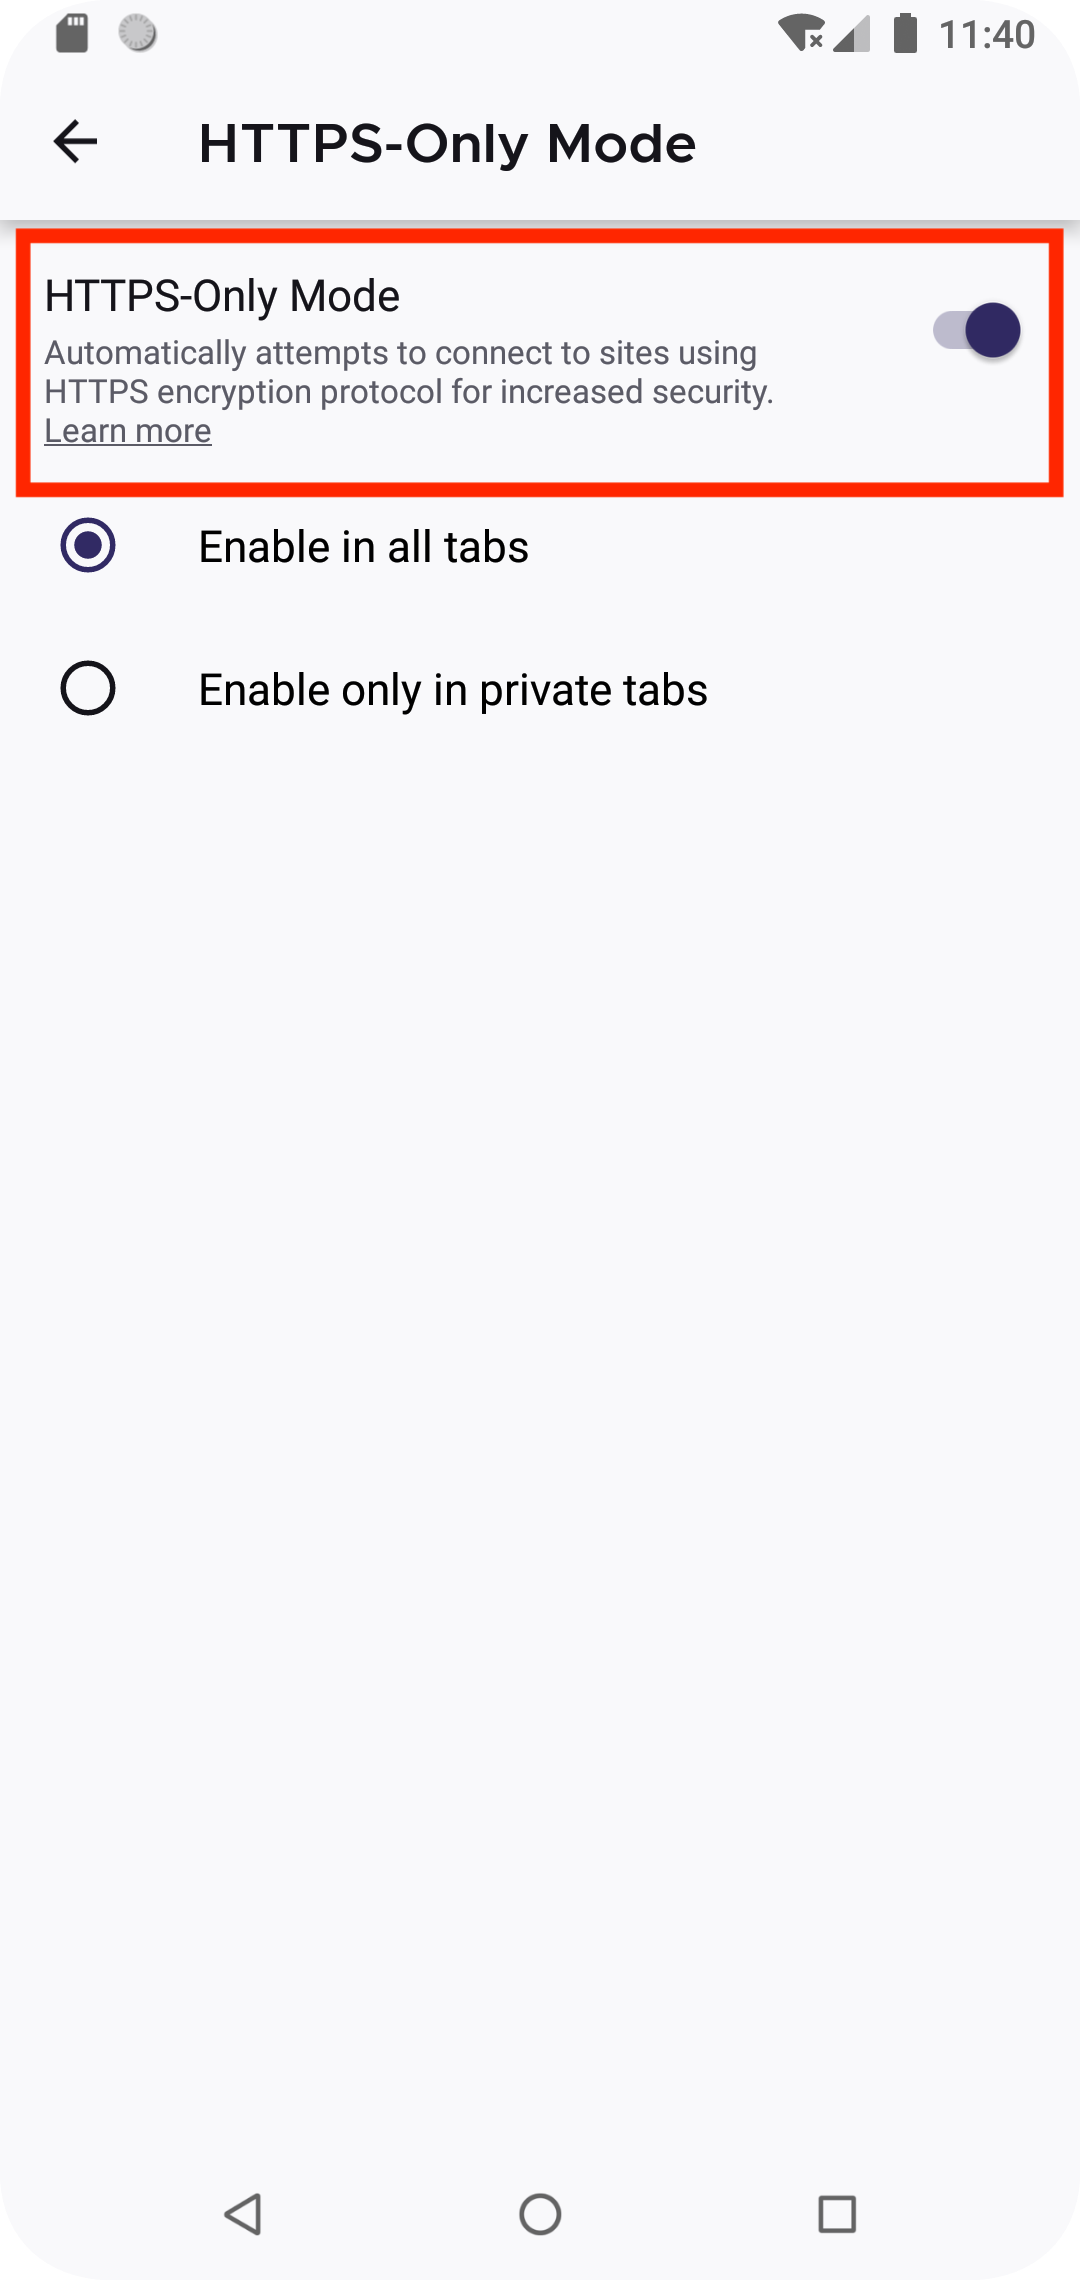 11:40
HTTPS-Only Mode
HTTPS-Only Mode
Automatically attempts to connect to sites using
HTTPS encryption protocol for increased security.
Learn more
Enable in all tabs
Enable only in private tabs